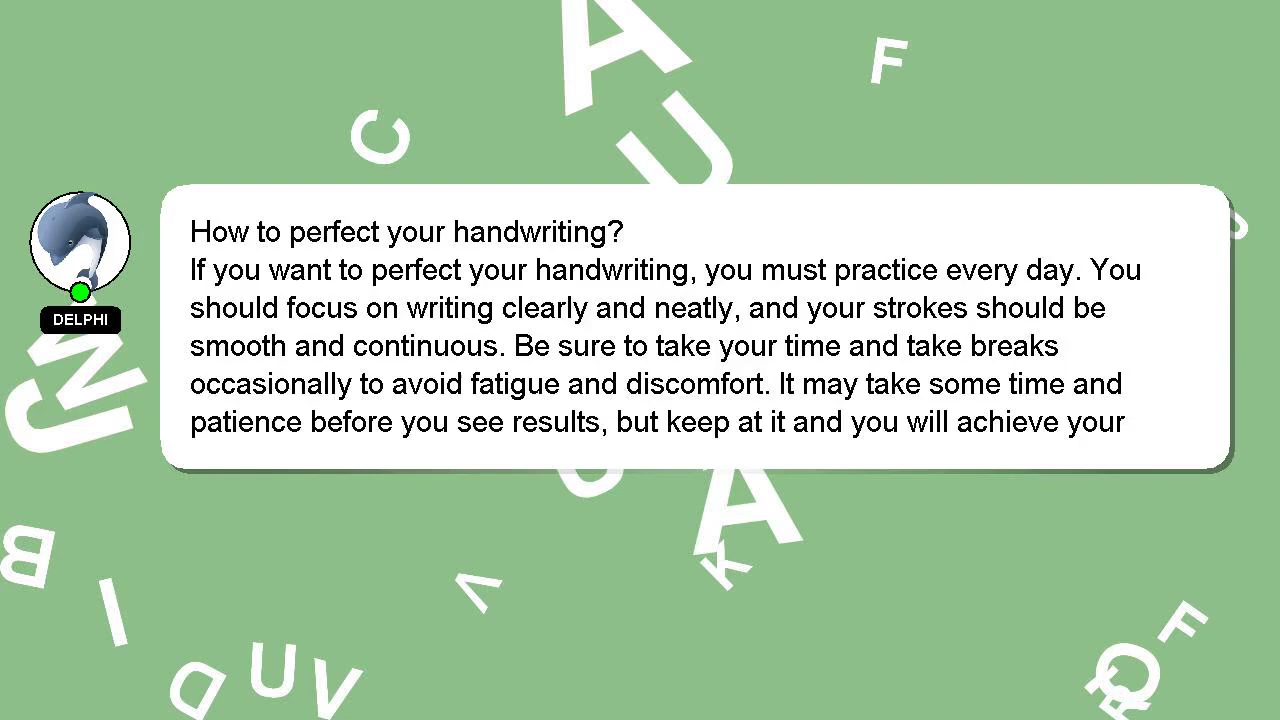 A
F
C
U
How to perfect your handwriting?
If you want to perfect your handwriting, you must practice every day. You
should focus on writing clearly and neatly, and your strokes should be
smooth and continuous. Be sure to take your time and take breaks
occasionally to avoid fatigue and discomfort. It may take some time and
patience before you see results, but keep at it and you will achieve your
DELPHI
N
J
A
K
B
I
V
D
U
V
F